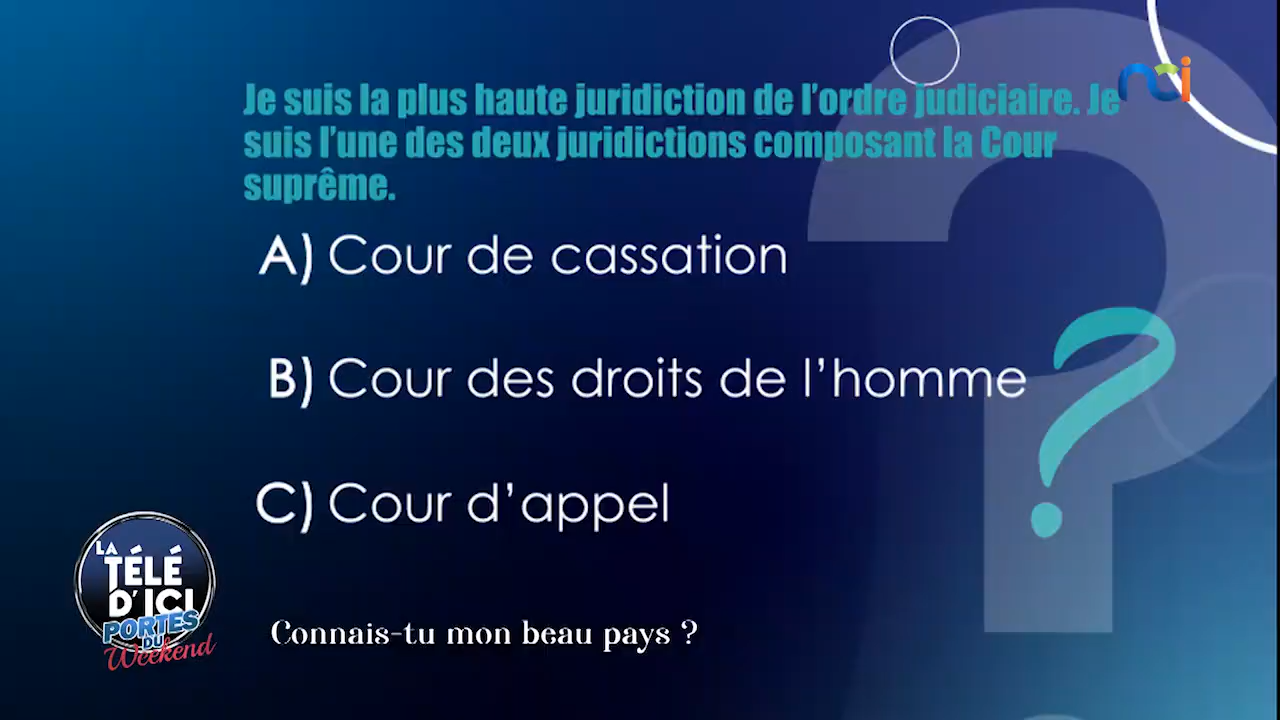 Je suis la plus haute juridiction de l'ordre judiciaire. Je
suis l'une des deux juridictions composant la Cour
suprême.
A) Cour de cassation
B) Cour des droits de l'homme
C) Cour d'appel
Connais-tu mon beau pays ?
LA
TÉLÉ
D'ICI
PORTES
DU
Weekend
nci